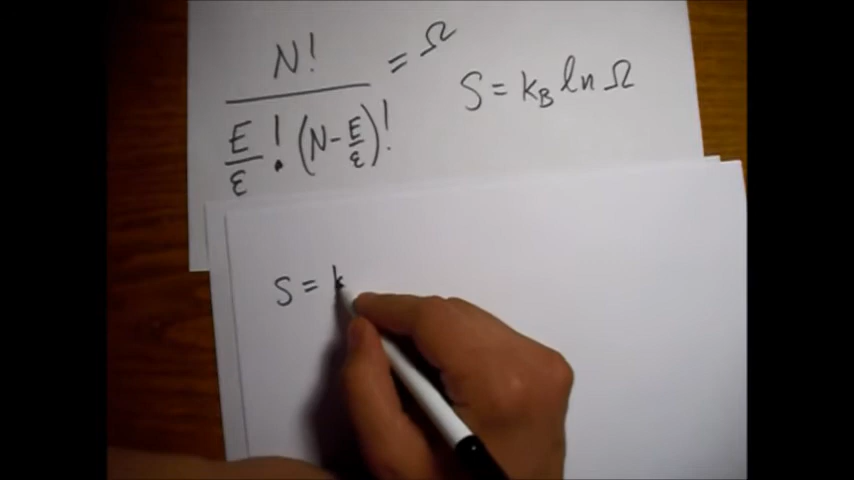 N!
= Ω
E/ε ! (N - E/ε)!
S = k_B ln Ω
S = k